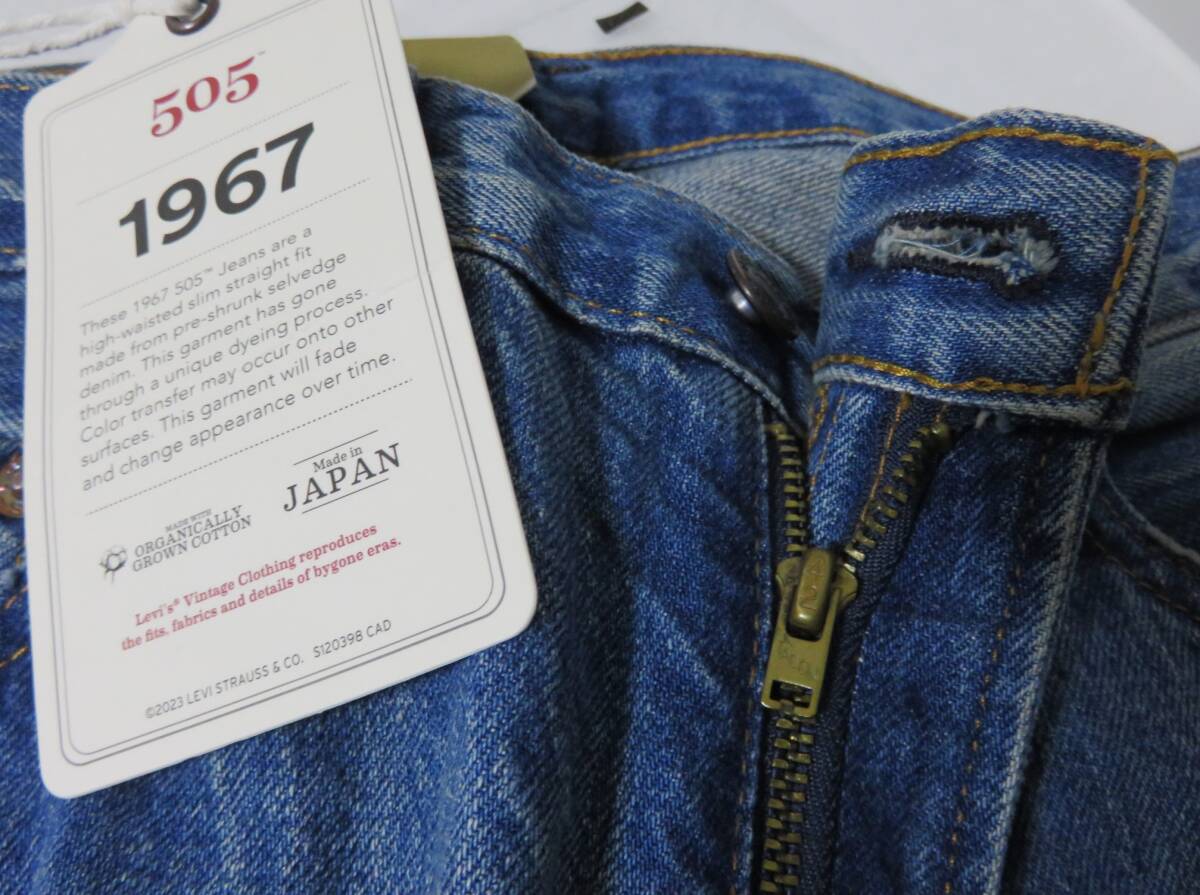 505™
1967
These 1967 505™ Jeans are a
high-waisted slim straight fit
made from pre-shrunk selvedge
denim. This garment has gone
through a unique dyeing process.
Color transfer may occur onto other
surfaces. This garment will fade
and change appearance over time.
MADE WITH
ORGANICALLY
GROWN COTTON
Made in
JAPAN
Levi's® Vintage Clothing reproduces
the fits, fabrics and details of bygone eras.
©2023 LEVI STRAUSS & CO. S120398 CAD